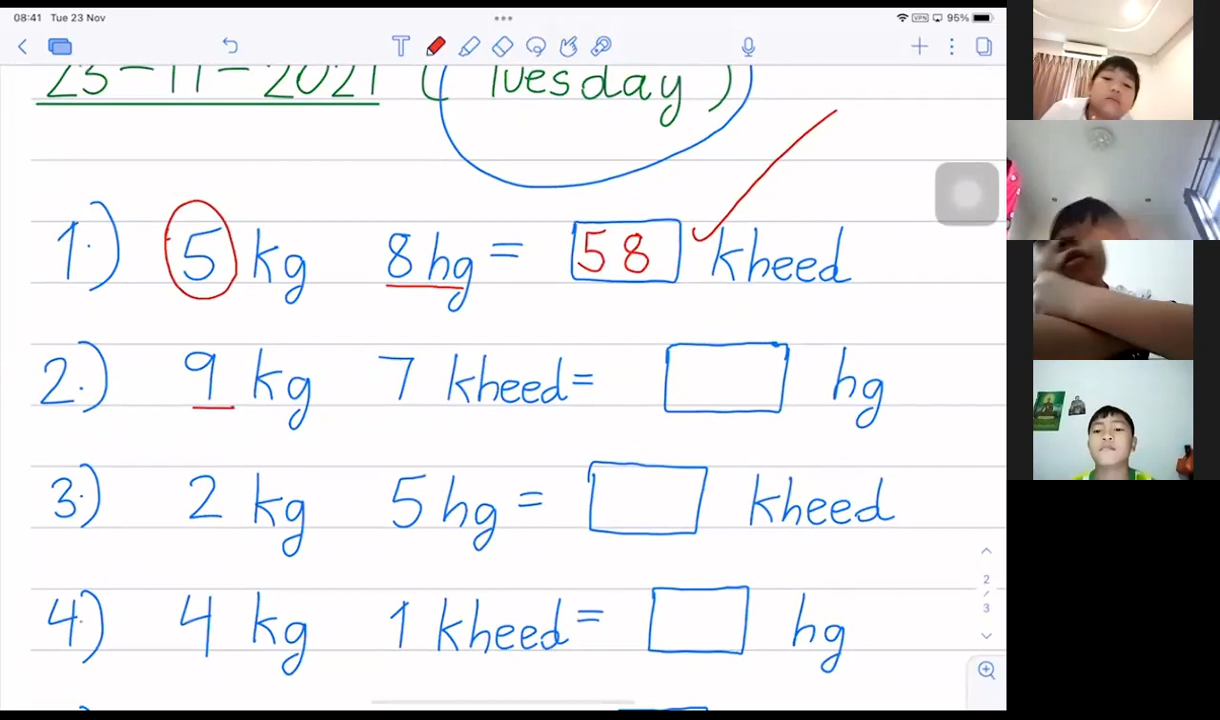 08:41 Tue 23 Nov
VPN 95%
T
23-11-2021 (Tuesday)
1.) 5 kg 8 hg = 58 kheed
2.) 9 kg 7 kheed = hg
3.) 2 kg 5 hg = kheed
4.) 4 kg 1 kheed = hg
2
/
3